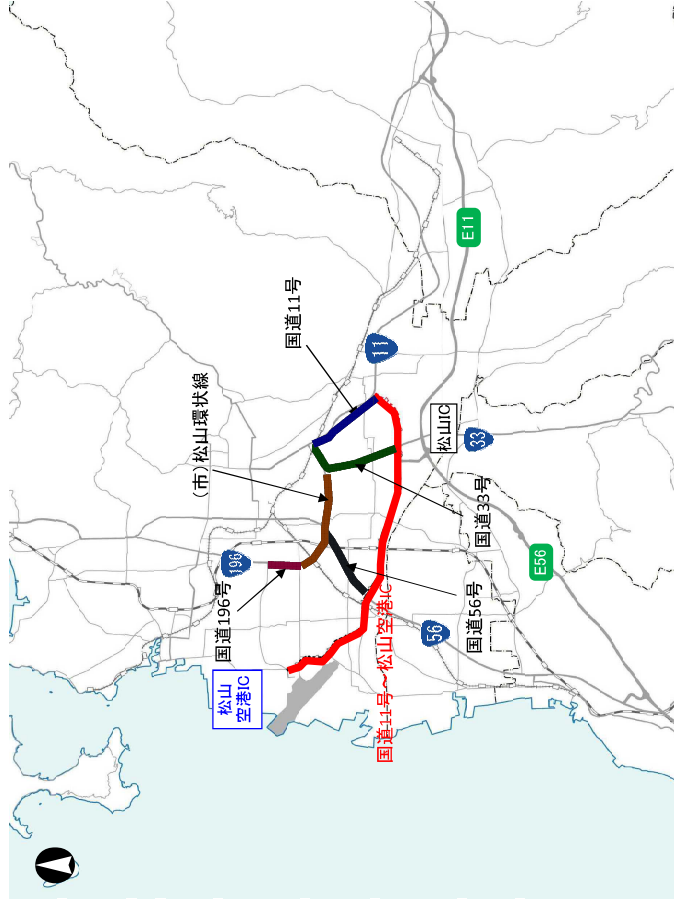 国道11号
11
E11
(市)松山環状線
松山IC
33
国道33号
196
国道196号
E56
松山
空港IC
国道56号
56
国道11号～松山空港IC